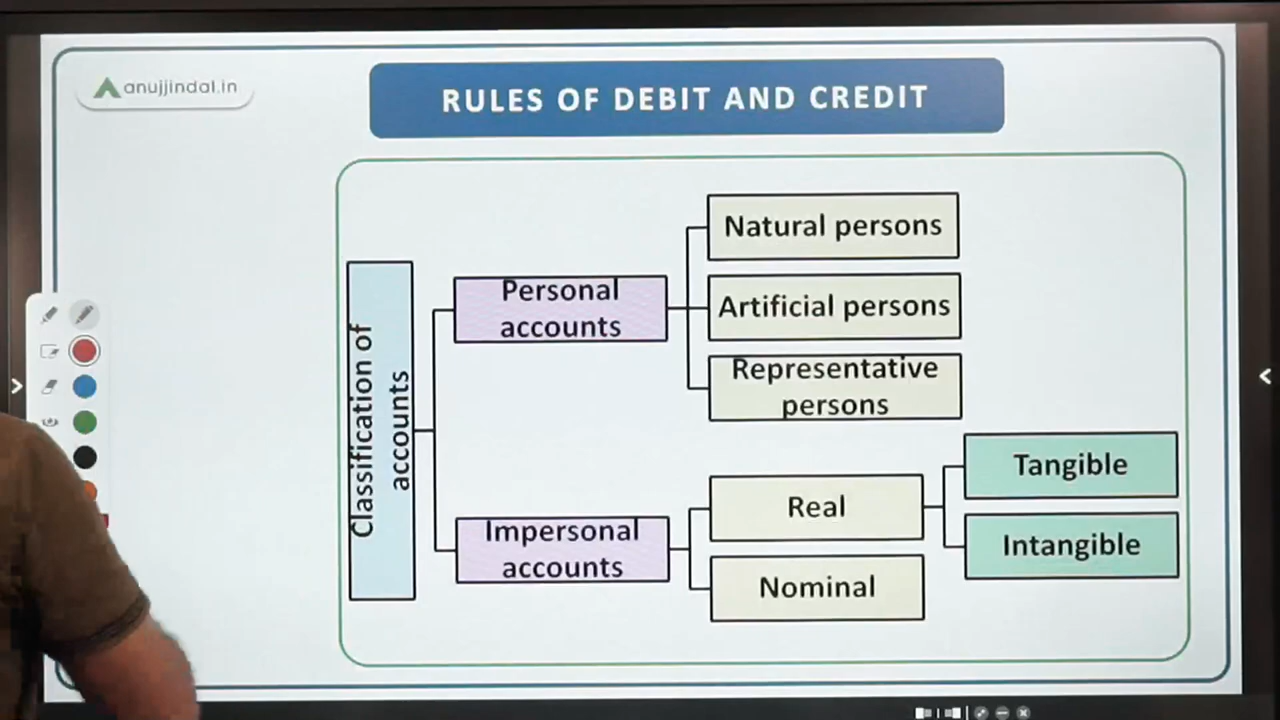 anujjindal.in
RULES OF DEBIT AND CREDIT
Classification of
accounts
Personal
accounts
Natural persons
Artificial persons
Representative
persons
Impersonal
accounts
Real
Tangible
Intangible
Nominal